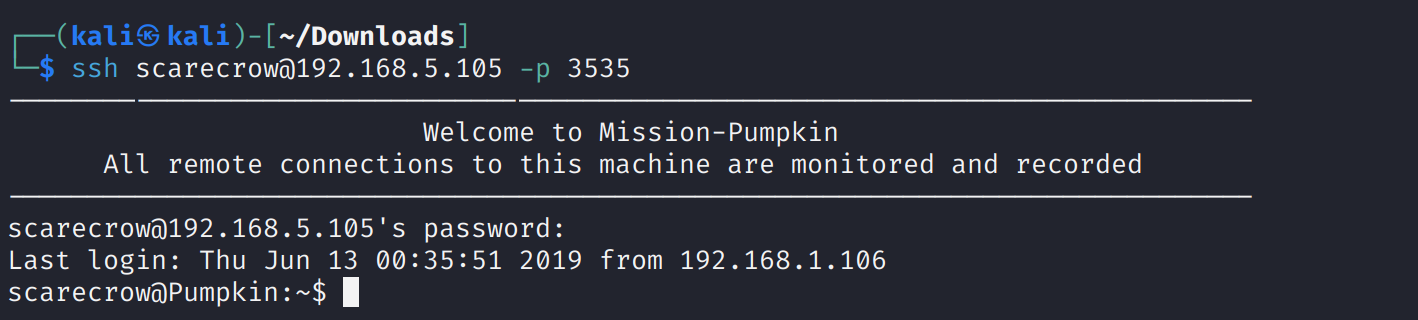 ┌──(kali㉿kali)-[~/Downloads]
└─$ ssh scarecrow@192.168.5.105 -p 3535
Welcome to Mission-Pumpkin
All remote connections to this machine are monitored and recorded
scarecrow@192.168.5.105's password:
Last login: Thu Jun 13 00:35:51 2019 from 192.168.1.106
scarecrow@Pumpkin:~$